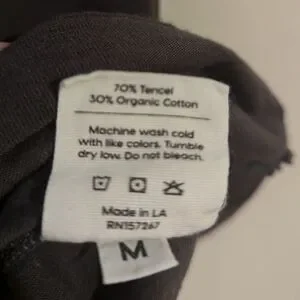 70% Tencel
30% Organic Cotton
Machine wash cold
with like colors. Tumble
dry low. Do not bleach.
Made in LA
RN157267
M